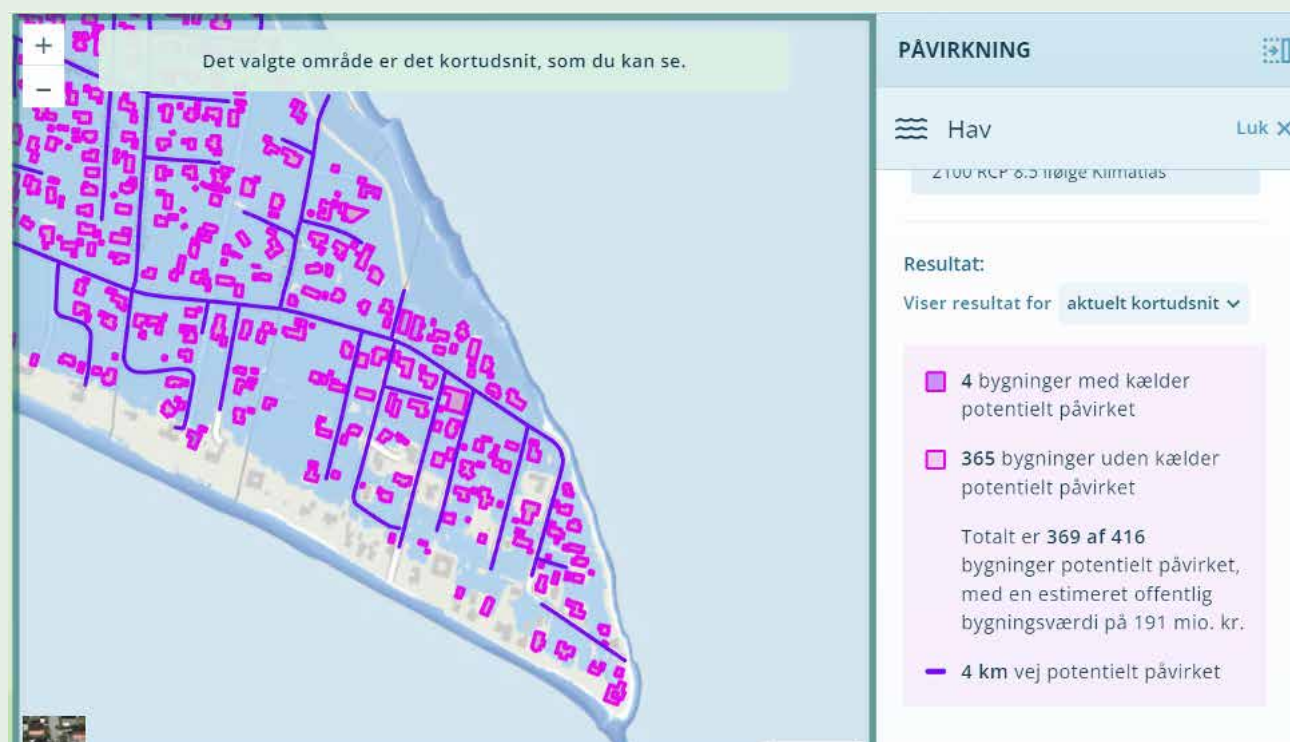 +
−
Det valgte område er det kortudsnit, som du kan se.
PÅVIRKNING
Hav
Luk ✕
2100 RCP 8.5 ifølge Klimatlas
Resultat:
Viser resultat for aktuelt kortudsnit
4 bygninger med kælder
potentielt påvirket
365 bygninger uden kælder
potentielt påvirket
Totalt er 369 af 416
bygninger potentielt påvirket,
med en estimeret offentlig
bygningsværdi på 191 mio. kr.
4 km vej potentielt påvirket